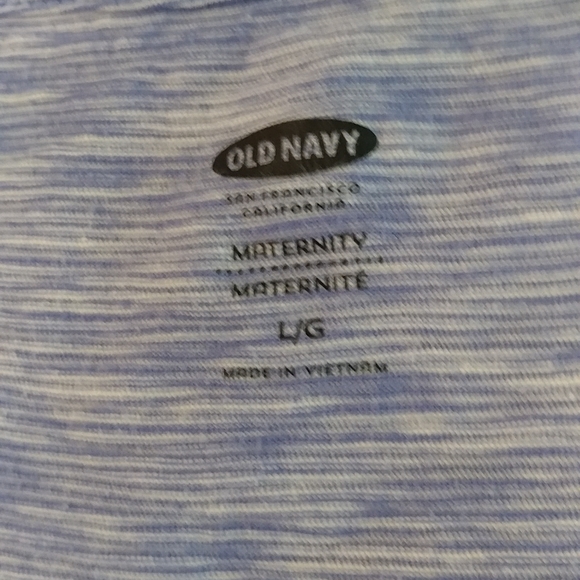 OLD NAVY
SAN FRANCISCO
CALIFORNIA
MATERNITY
MATERNITÉ
L/G
MADE IN VIETNAM